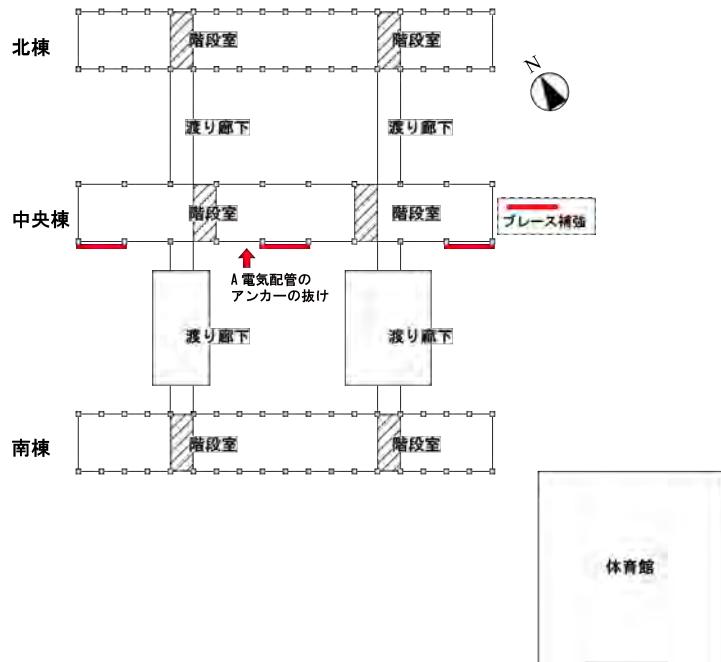 北棟
階段室
階段室
N
渡り廊下
渡り廊下
中央棟
階段室
階段室
ブレース補強
A 電気配管の
アンカーの抜け
渡り廊下
渡り廊下
南棟
階段室
階段室
体育館